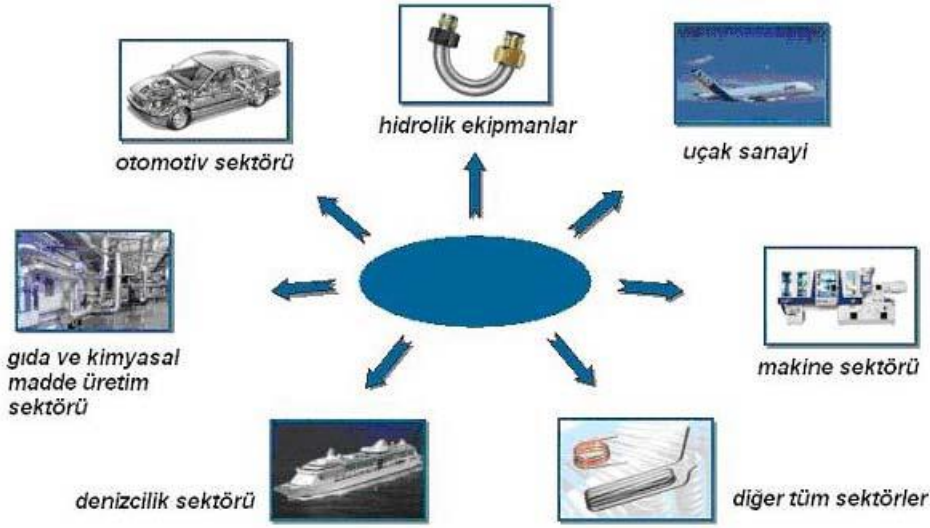 hidrolik ekipmanlar
otomotiv sektörü
uçak sanayi
gıda ve kimyasal
madde üretim
sektörü
makine sektörü
denizcilik sektörü
diğer tüm sektörler